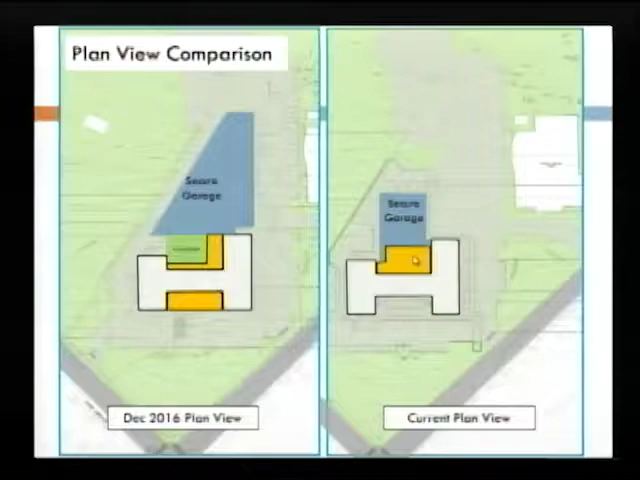 Plan View Comparison
Secure
Garage
Secure
Garage
Dec 2016 Plan View
Current Plan View